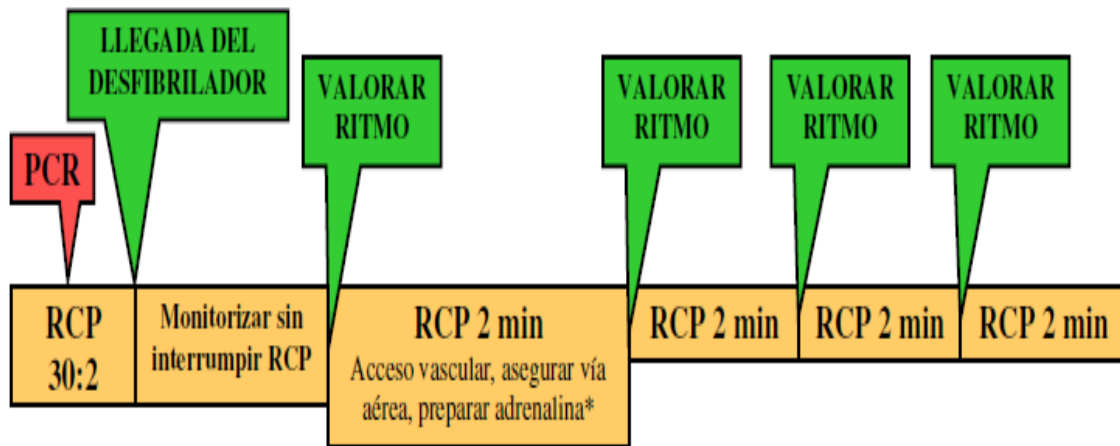 LLEGADA DEL
DESFIBRILADOR
VALORAR
RITMO
VALORAR
RITMO
VALORAR
RITMO
VALORAR
RITMO
PCR
RCP
30:2
Monitorizar sin
interrumpir RCP
RCP 2 min
Acceso vascular, asegurar vía
aérea, preparar adrenalina*
RCP 2 min
RCP 2 min
RCP 2 min